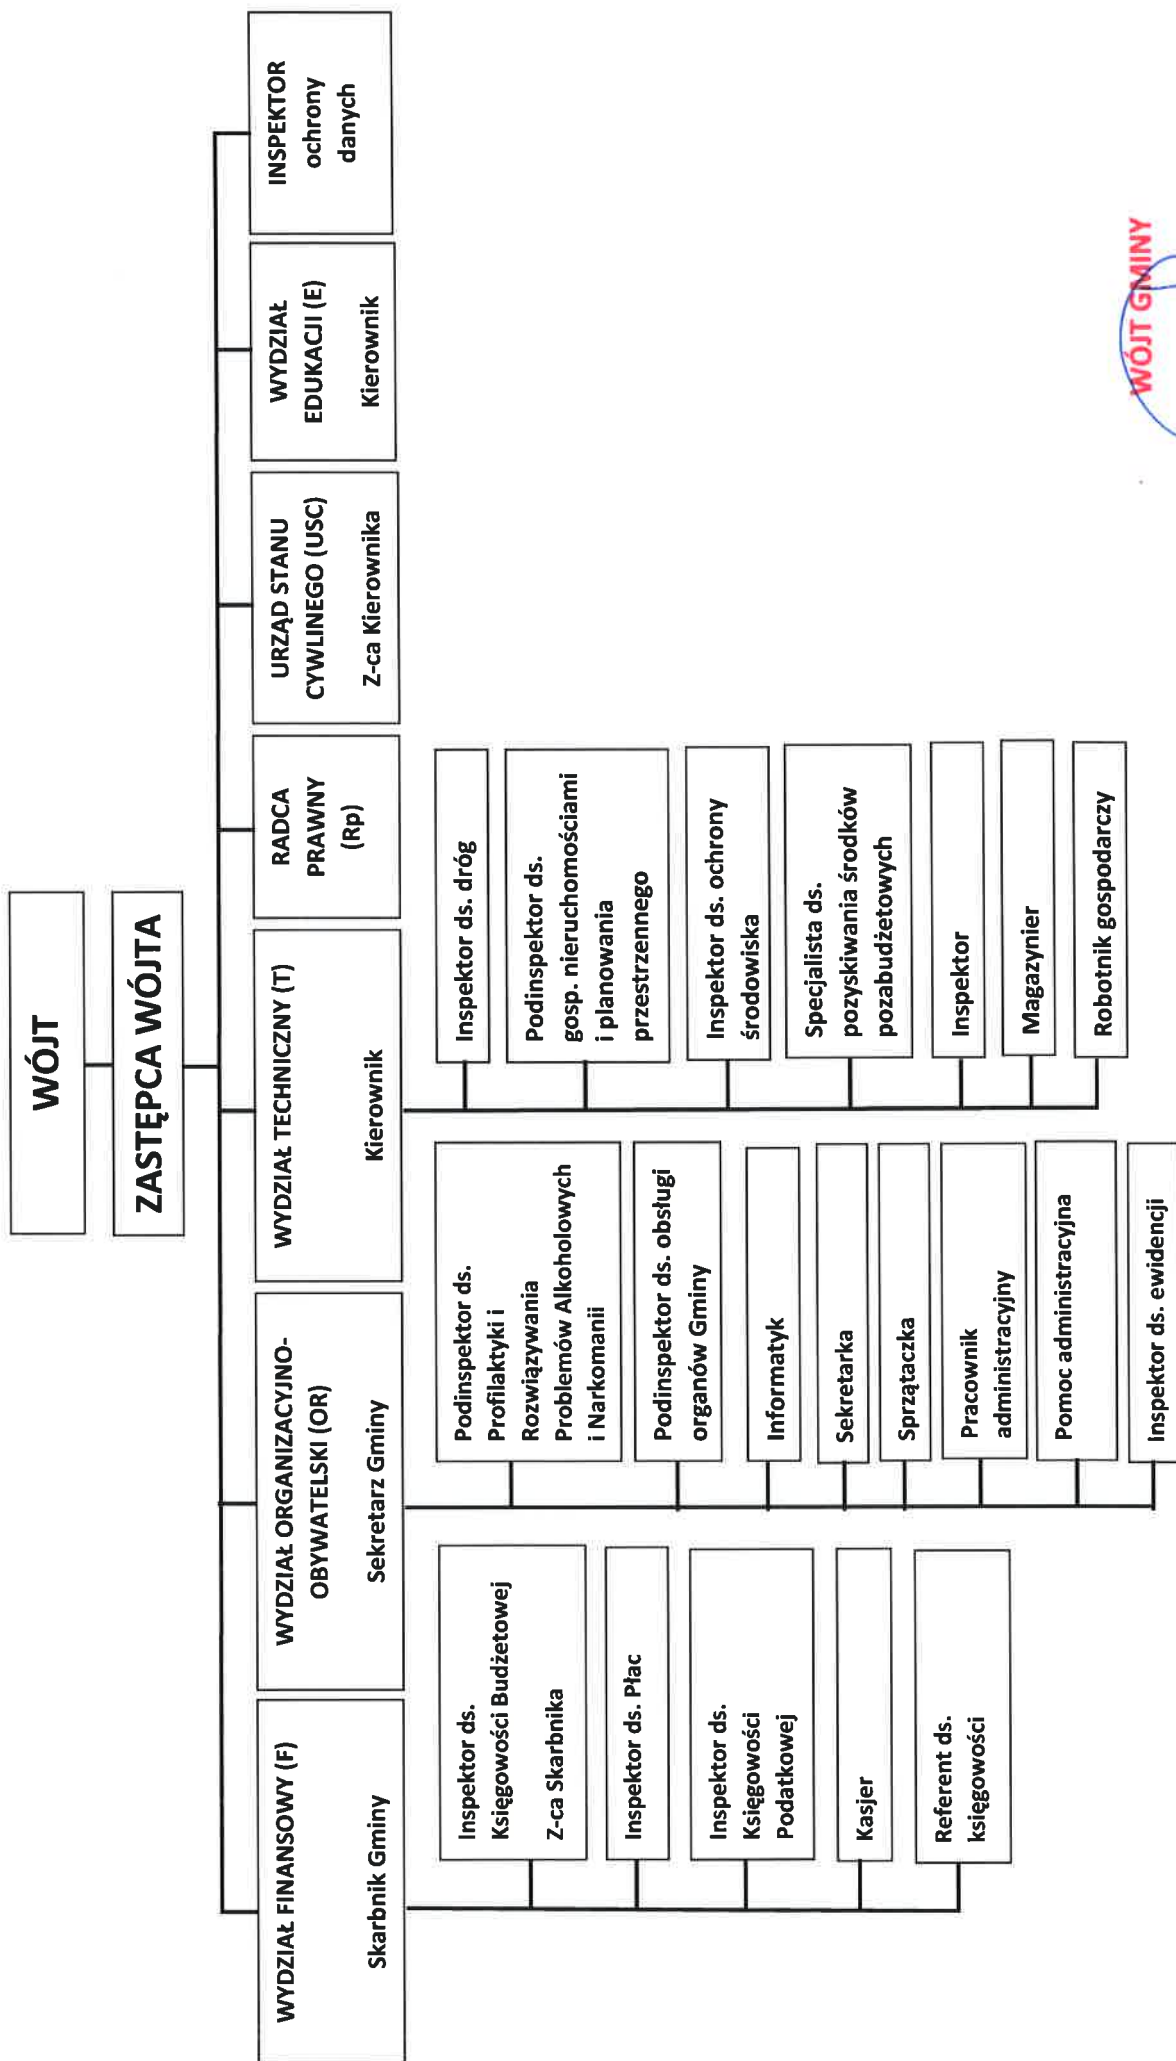 WÓJT
ZASTĘPCA WÓJTA
WYDZIAŁ FINANSOWY (F)
Skarbnik Gminy
WYDZIAŁ ORGANIZACYJNO-
OBYWATELSKI (OR)
Sekretarz Gminy
WYDZIAŁ TECHNICZNY (T)
Kierownik
RADCA
PRAWNY
(Rp)
URZĄD STANU
CYWLINEGO (USC)
Z-ca Kierownika
WYDZIAŁ
EDUKACJI (E)
Kierownik
INSPEKTOR
ochrony
danych
Inspektor ds.
Księgowości Budżetowej
Z-ca Skarbnika
Inspektor ds. Płac
Inspektor ds.
Księgowości
Podatkowej
Kasjer
Referent ds.
księgowości
Podinspektor ds.
Profilaktyki i
Rozwiązywania
Problemów Alkoholowych
i Narkomanii
Podinspektor ds. obsługi
organów Gminy
Informatyk
Sekretarka
Sprzątaczka
Pracownik
administracyjny
Pomoc administracyjna
Inspektor ds. ewidencji
Inspektor ds. dróg
Podinspektor ds.
gosp. nieruchomościami
i planowania
przestrzennego
Inspektor ds. ochrony
środowiska
Specjalista ds.
pozyskiwania środków
pozabudżetowych
Inspektor
Magazynier
Robotnik gospodarczy
WÓJT GMINY